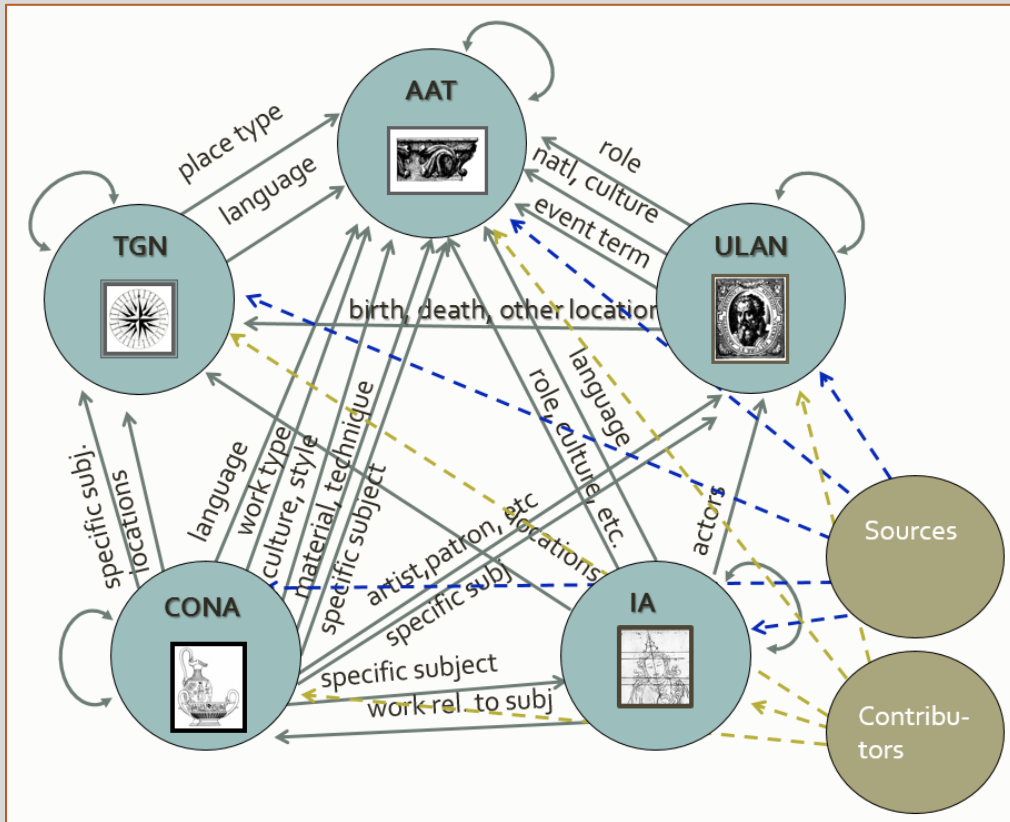 AAT
place type
language
role
natl, culture
event term
TGN
ULAN
birth, death, other location
language
role, culture, etc.
specific subj.
locations
language
work type
culture, style
material, technique
specific subject
artist,patron, etc
specific subj
locations
actors
Sources
CONA
IA
specific subject
work rel. to subj
Contribu-
tors